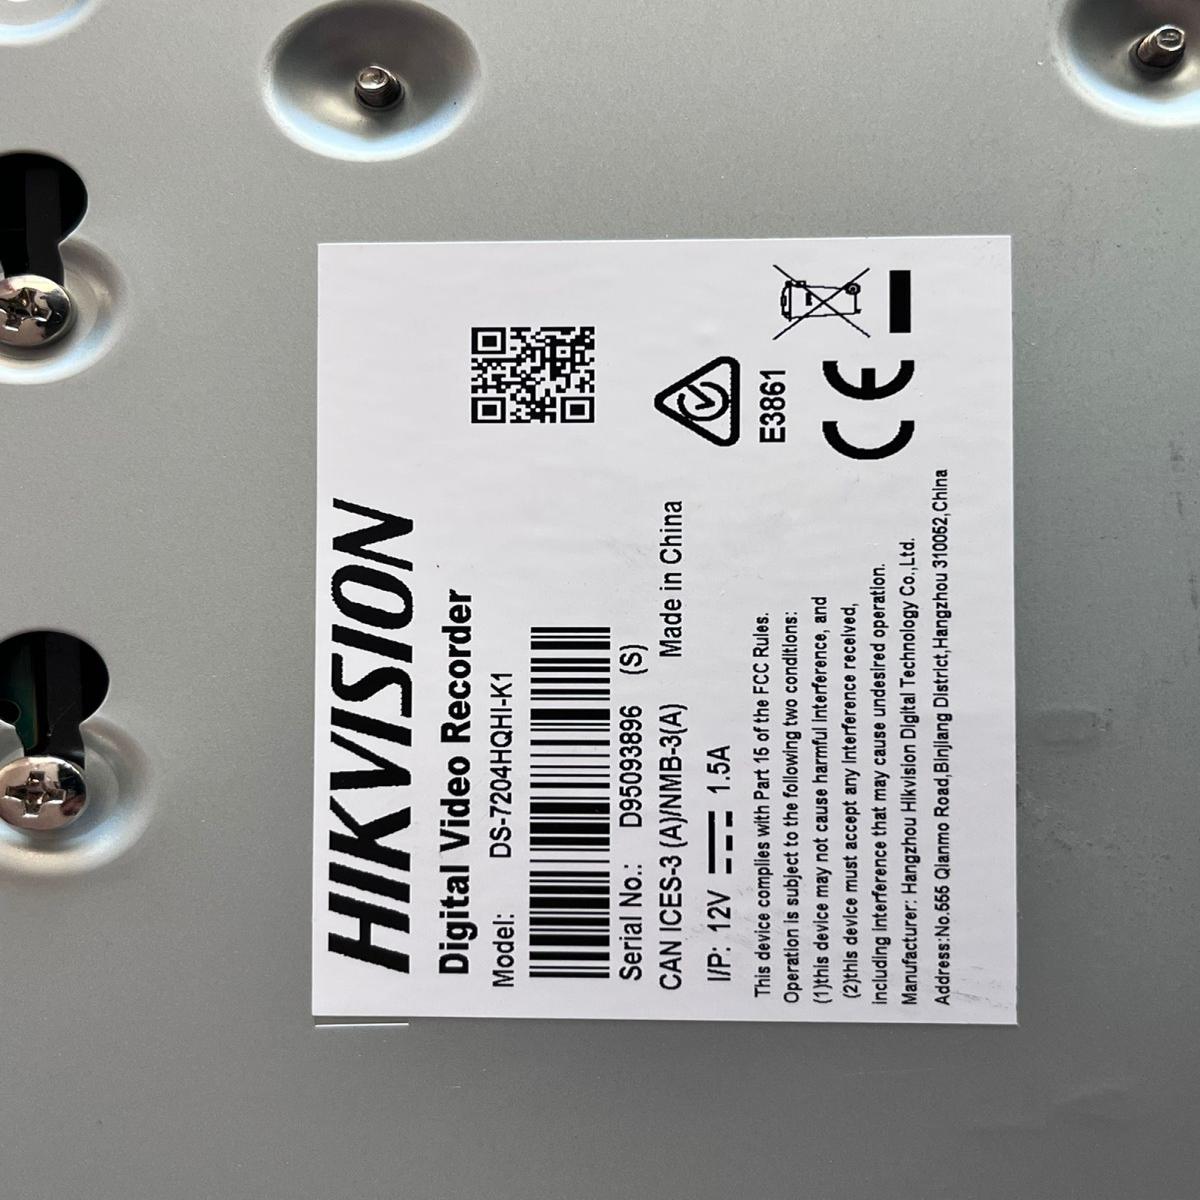 HIKVISION
Digital Video Recorder
Model: DS-7204HQHI-K1
Serial No.: D95093896 (S)
CAN ICES-3 (A)/NMB-3(A) Made in China
I/P: 12V 1.5A
This device complies with Part 15 of the FCC Rules.
Operation is subject to the following two conditions:
(1)this device may not cause harmful interference, and
(2)this device must accept any interference received,
including interference that may cause undesired operation.
Manufacturer: Hangzhou Hikvision Digital Technology Co.,Ltd.
Address:No.555 Qianmo Road,Binjiang District,Hangzhou 310052,China
E3861
CE